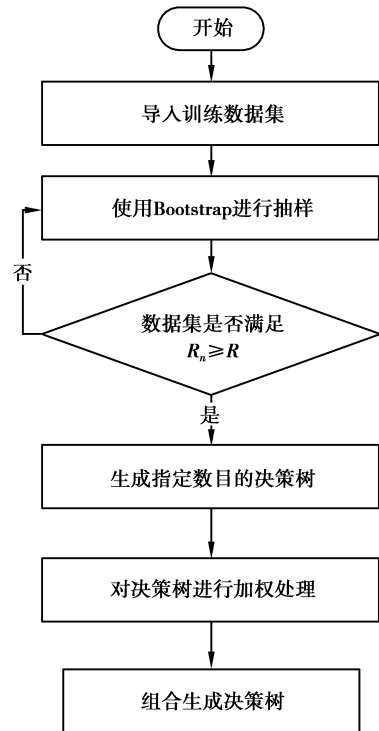 开始
导入训练数据集
使用Bootstrap进行抽样
否
数据集是否满足
Rₙ≥R
是
生成指定数目的决策树
对决策树进行加权处理
组合生成决策树